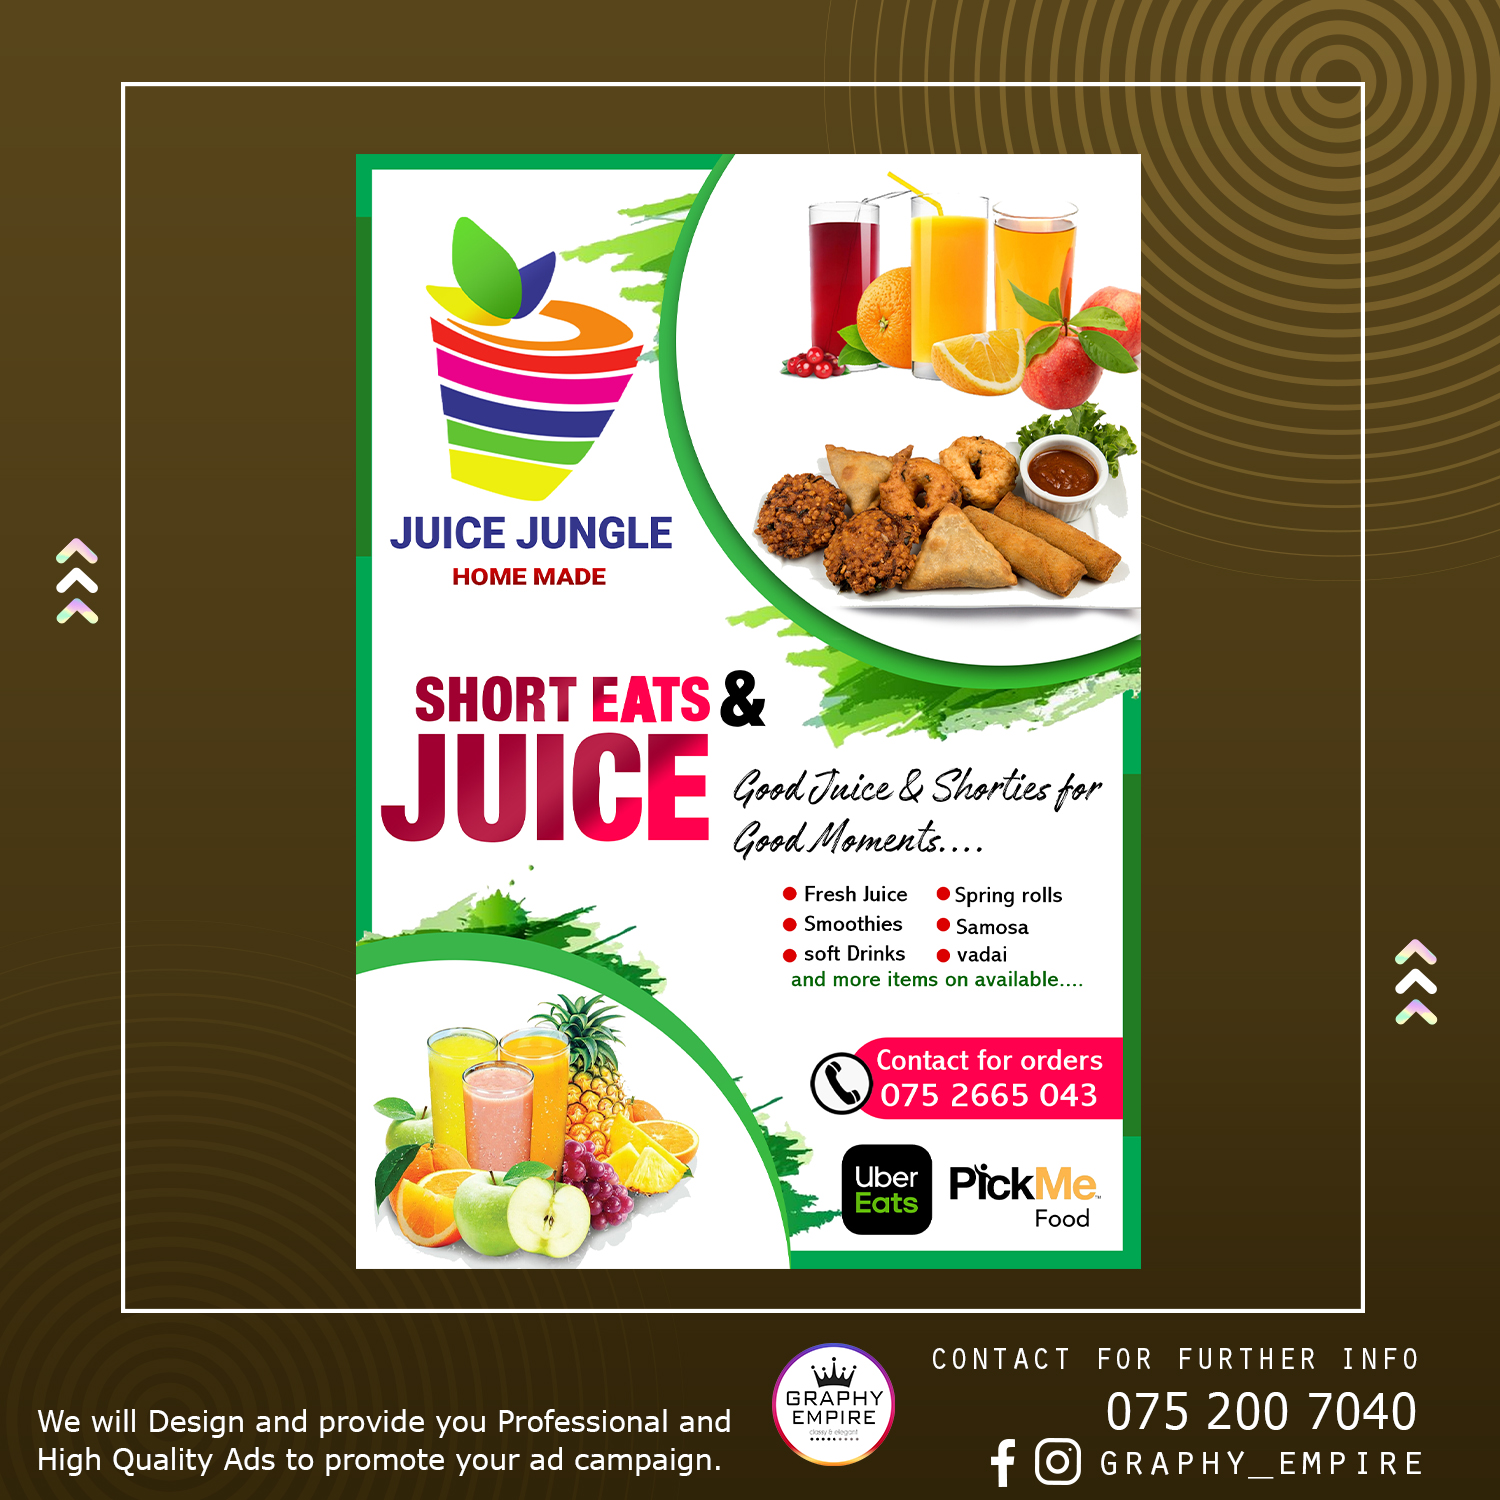 JUICE JUNGLE
HOME MADE
SHORT EATS &
JUICE
Good Juice & Shorties for
Good Moments....
Fresh Juice
Smoothies
soft Drinks
Spring rolls
Samosa
vadai
and more items on available....
Contact for orders
075 2665 043
Uber
Eats
PickMe
Food
We will Design and provide you Professional and
High Quality Ads to promote your ad campaign.
GRAPHY
EMPIRE
classy & elegant
CONTACT FOR FURTHER INFO
075 200 7040
GRAPHY_EMPIRE